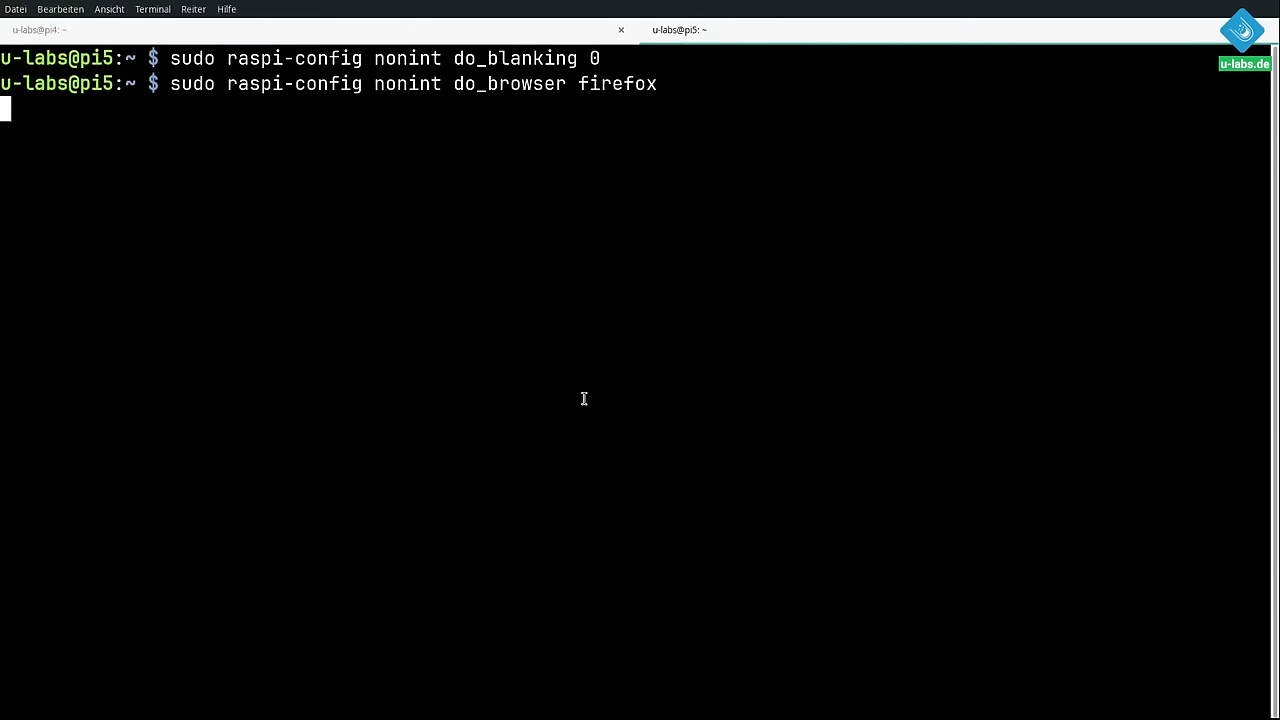 Datei Bearbeiten Ansicht Terminal Reiter Hilfe
u-labs@pi4: ~ × u-labs@pi5: ~
u-labs@pi5:~ $ sudo raspi-config nonint do_blanking 0
u-labs.de
u-labs@pi5:~ $ sudo raspi-config nonint do_browser firefox